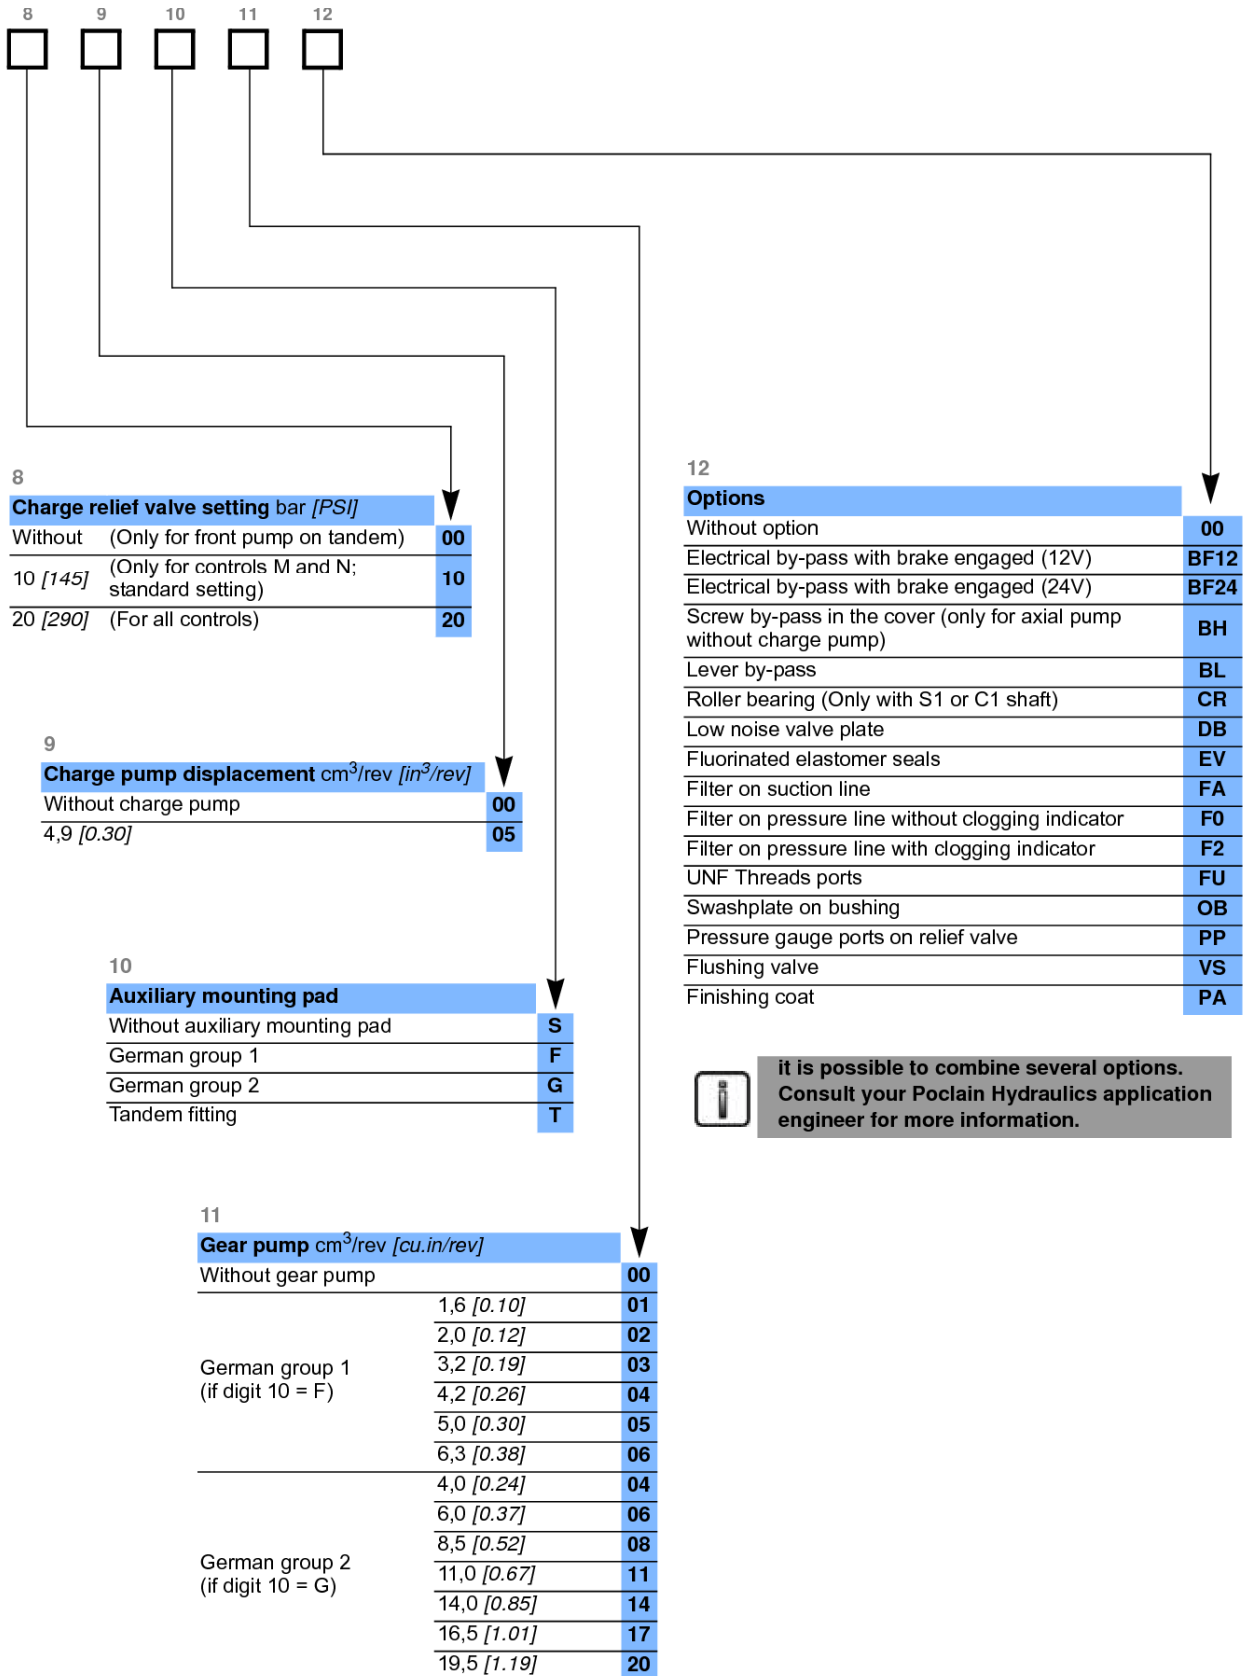 8 9 10 11 12
8
Charge relief valve setting bar [PSI]
Without (Only for front pump on tandem) 00
10 [145] (Only for controls M and N; standard setting) 10
20 [290] (For all controls) 20
9
Charge pump displacement cm³/rev [in³/rev]
Without charge pump 00
4,9 [0.30] 05
10
Auxiliary mounting pad
Without auxiliary mounting pad S
German group 1 F
German group 2 G
Tandem fitting T
11
Gear pump cm³/rev [cu.in/rev]
Without gear pump 00
German group 1
(if digit 10 = F)
1,6 [0.10] 01
2,0 [0.12] 02
3,2 [0.19] 03
4,2 [0.26] 04
5,0 [0.30] 05
6,3 [0.38] 06
German group 2
(if digit 10 = G)
4,0 [0.24] 04
6,0 [0.37] 06
8,5 [0.52] 08
11,0 [0.67] 11
14,0 [0.85] 14
16,5 [1.01] 17
19,5 [1.19] 20
12
Options
Without option 00
Electrical by-pass with brake engaged (12V) BF12
Electrical by-pass with brake engaged (24V) BF24
Screw by-pass in the cover (only for axial pump
without charge pump) BH
Lever by-pass BL
Roller bearing (Only with S1 or C1 shaft) CR
Low noise valve plate DB
Fluorinated elastomer seals EV
Filter on suction line FA
Filter on pressure line without clogging indicator F0
Filter on pressure line with clogging indicator F2
UNF Threads ports FU
Swashplate on bushing OB
Pressure gauge ports on relief valve PP
Flushing valve VS
Finishing coat PA
i
it is possible to combine several options.
Consult your Poclain Hydraulics application
engineer for more information.